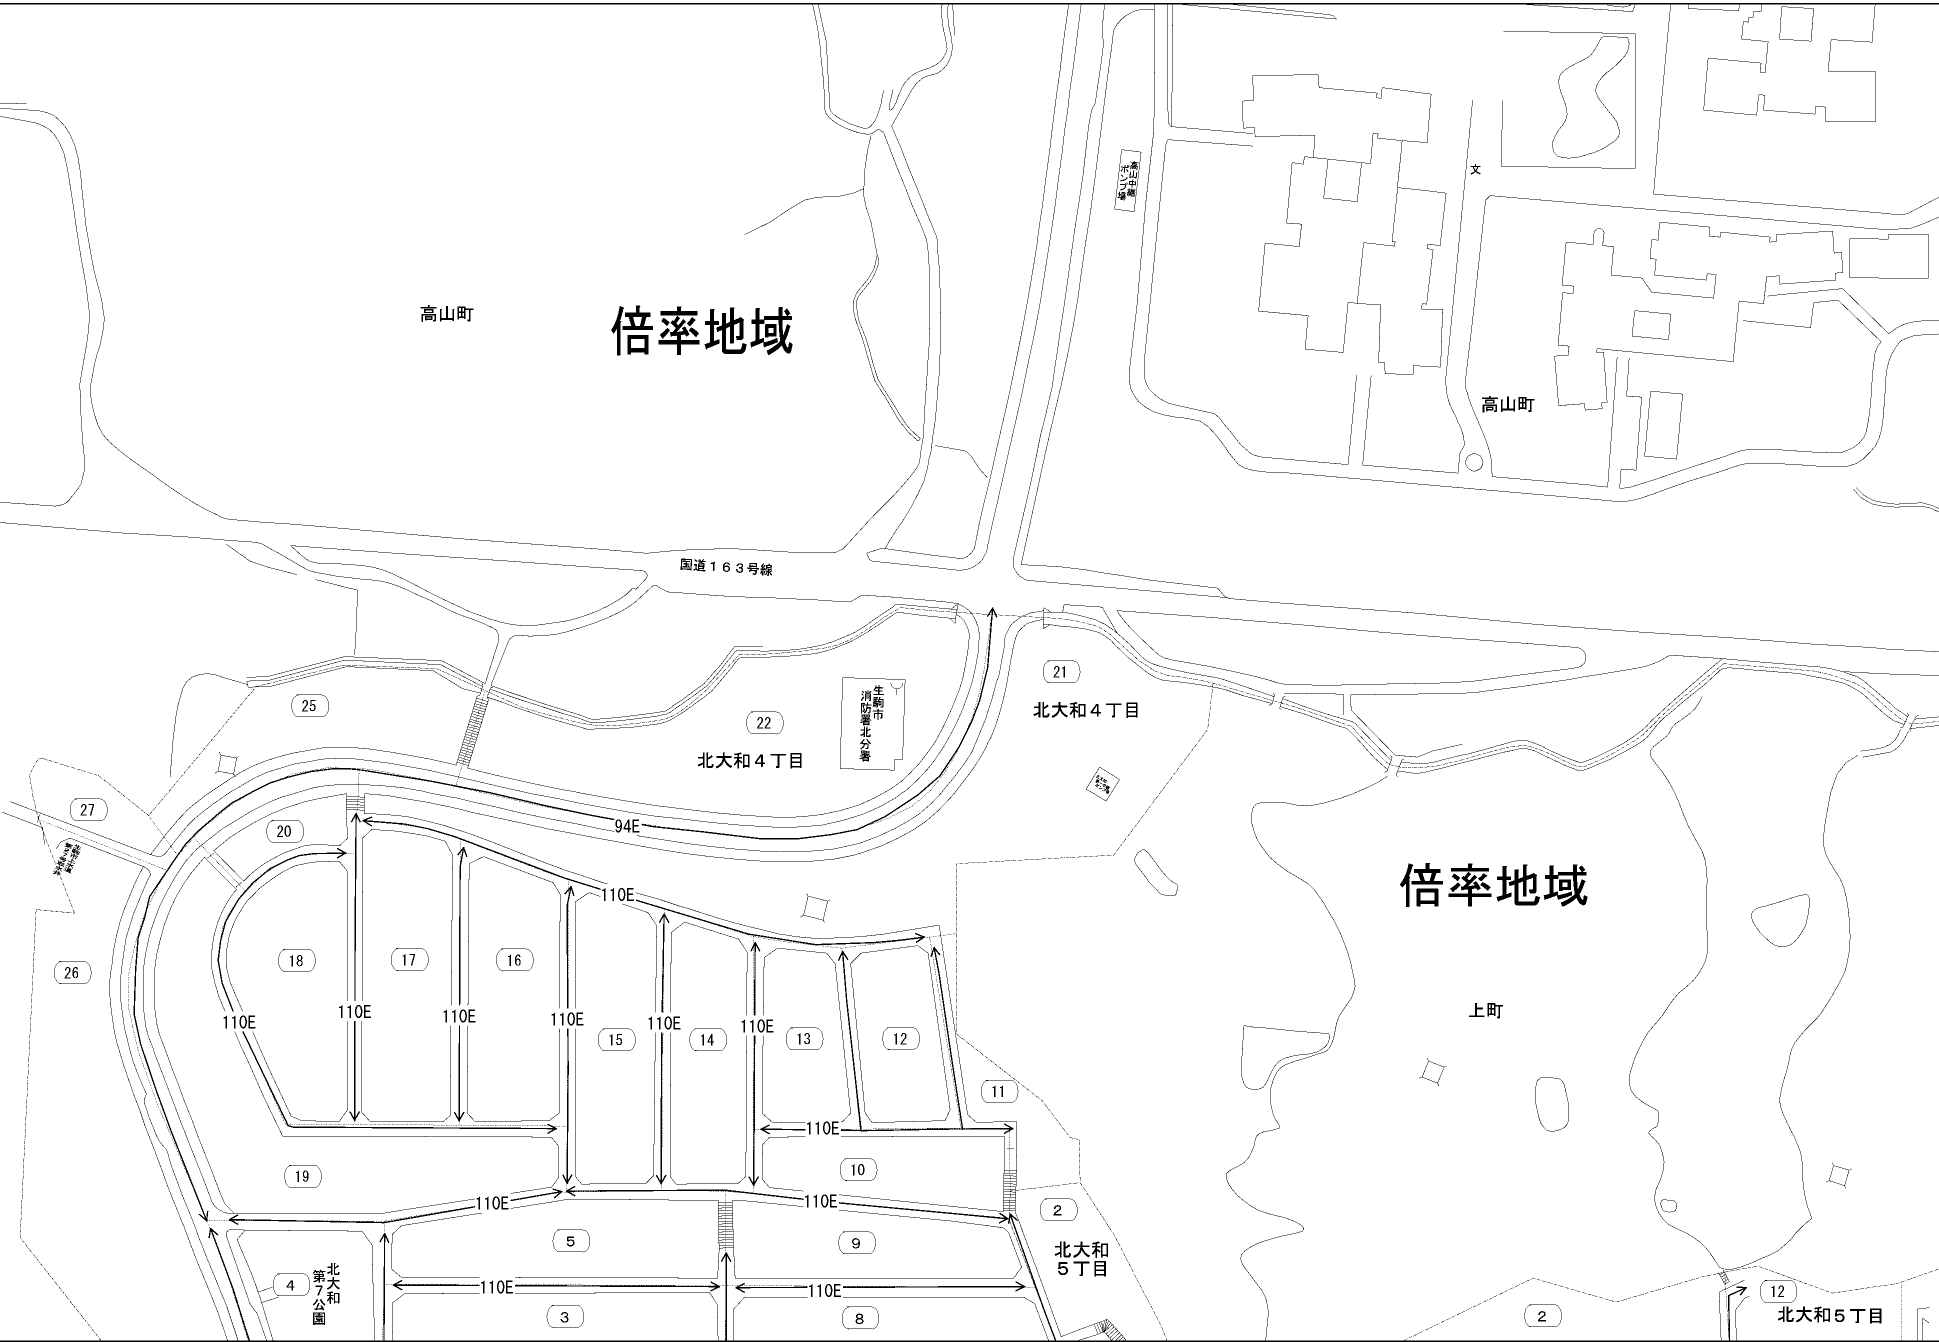 高山中継
ポンプ場
文
高山町
倍率地域
高山町
国道163号線
21
北大和4丁目
25
22
生駒市
消防署北分署
北大和4丁目
27
20
94E
110E
倍率地域
26
18
17
16
上町
110E
110E
110E
110E
110E
110E
15
14
13
12
11
110E
19
10
110E
110E
2
5
9
北大和
5丁目
4
北大和
第7公園
110E
110E
12
3
8
2
北大和5丁目